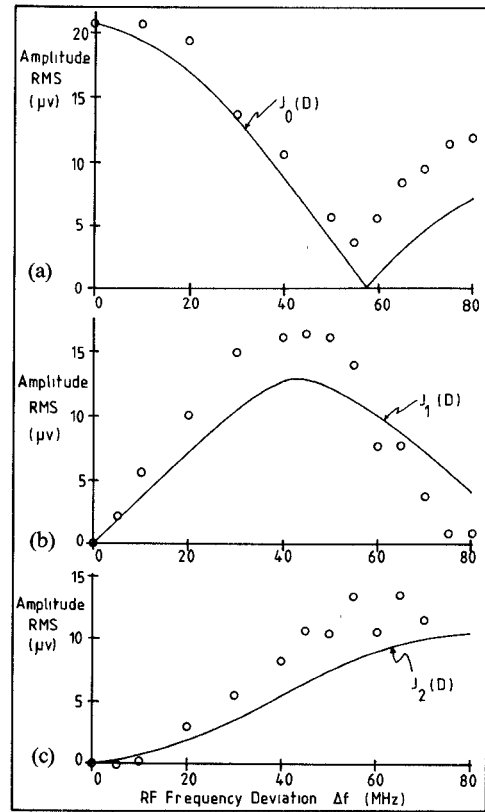 20
Amplitude
RMS
(µv)
15
10
5
0
J0(D)
(a)
0 20 40 60 80
15
Amplitude
RMS
(µv)
10
5
0
J1(D)
(b)
0 20 40 60 80
15
Amplitude
RMS
(µv)
10
5
0
J2(D)
(c)
0 20 40 60 80
RF Frequency Deviation Δf (MHz)